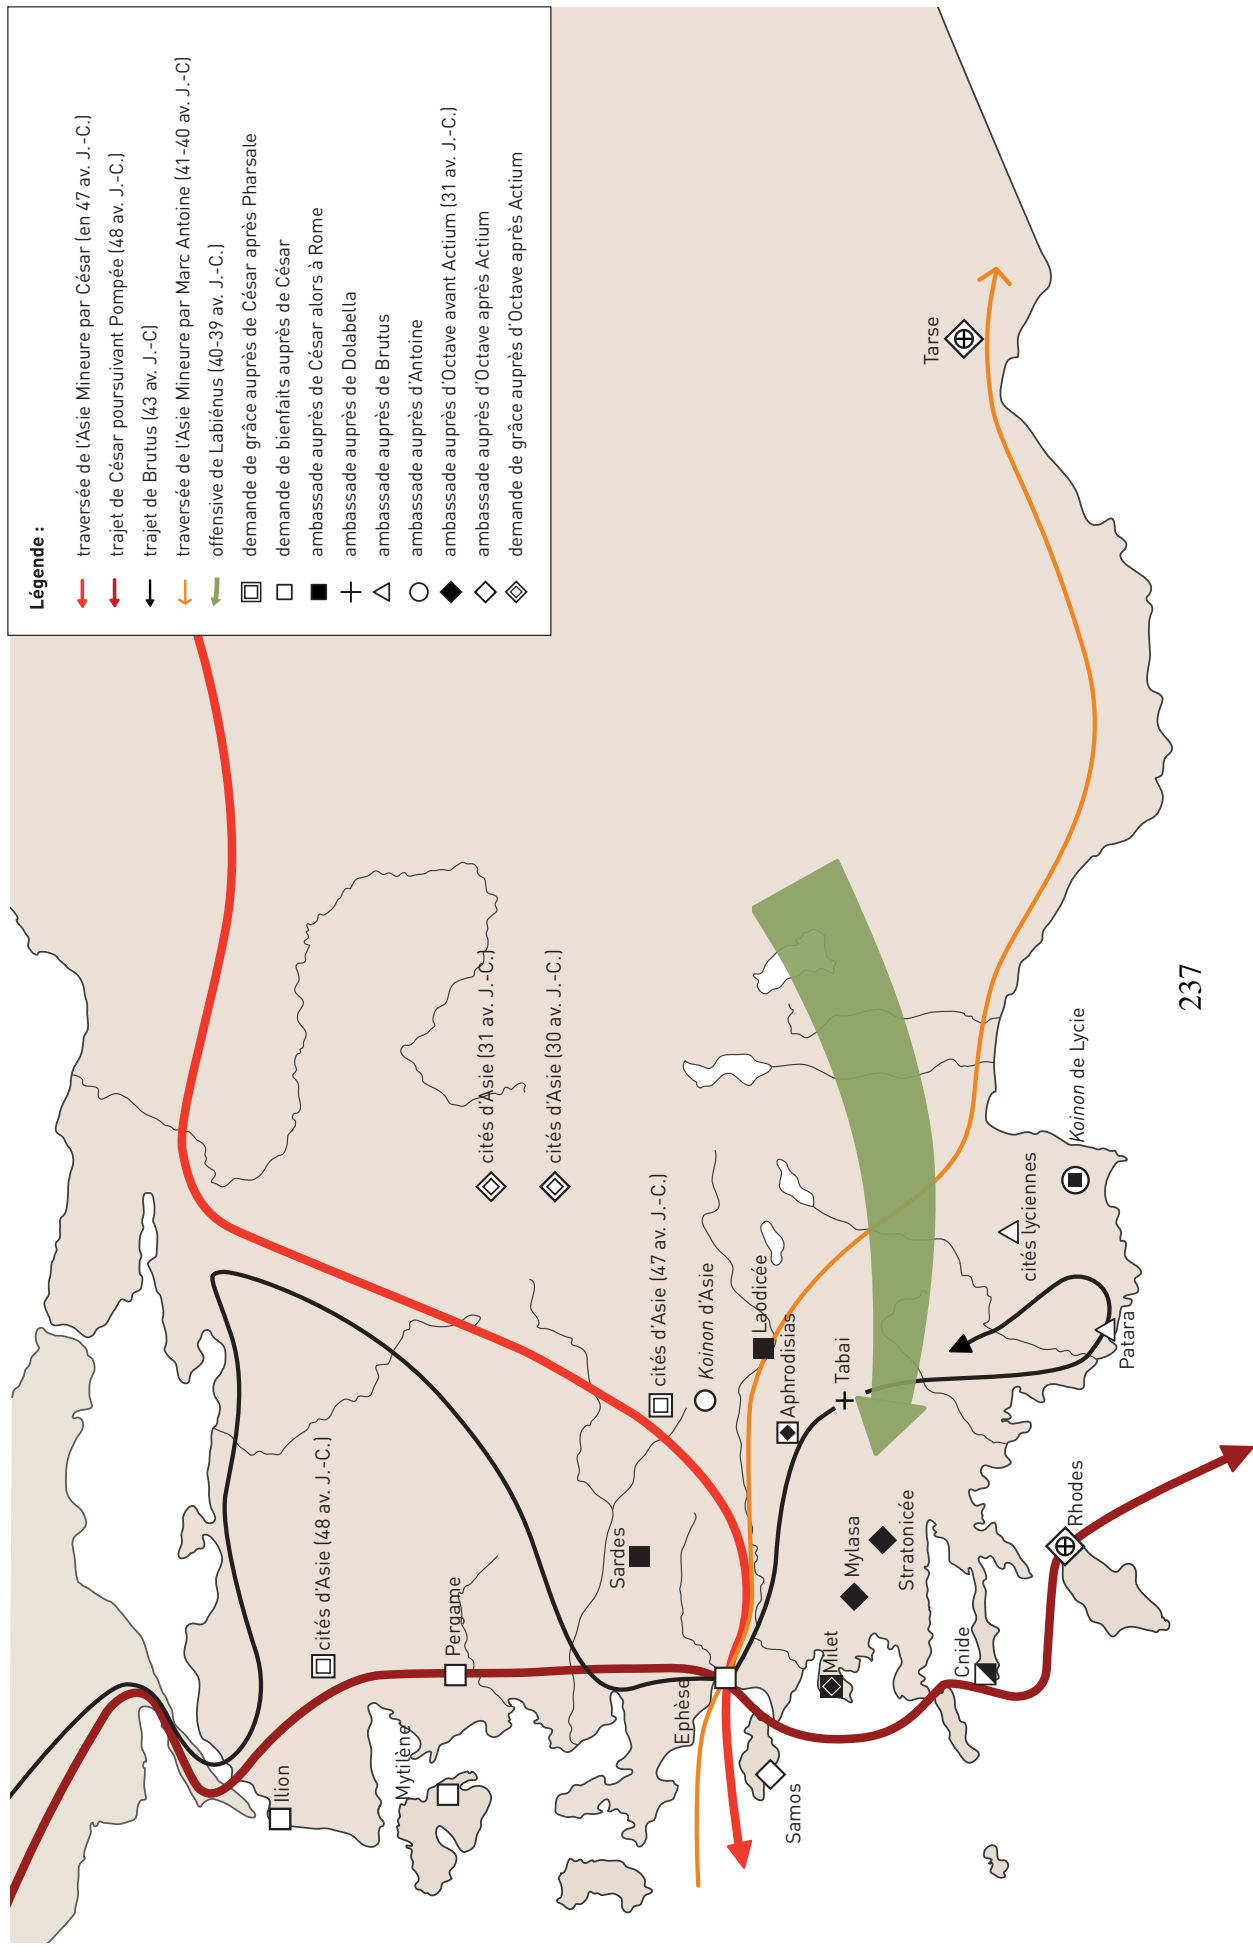 Légende :
traversée de l'Asie Mineure par César (en 47 av. J.-C.)
trajet de César poursuivant Pompée (48 av. J.-C.)
trajet de Brutus (43 av. J.-C)
traversée de l'Asie Mineure par Marc Antoine (41-40 av. J.-C)
offensive de Labiénus (40-39 av. J.-C.)
demande de grâce auprès de César après Pharsale
demande de bienfaits auprès de César
ambassade auprès de César alors à Rome
ambassade auprès de Dolabella
ambassade auprès de Brutus
ambassade auprès d'Antoine
ambassade auprès d'Octave avant Actium (31 av. J.-C.)
ambassade auprès d'Octave après Actium
demande de grâce auprès d'Octave après Actium
Ilion
cités d'Asie (48 av. J.-C.)
Mytilène
Pergame
cités d'Asie (31 av. J.-C.)
cités d'Asie (30 av. J.-C.)
Sardes
cités d'Asie (47 av. J.-C.)
Ephèse
Koinon d'Asie
Laodicée
Aphrodisias
Samos
Milet
Tabai
Mylasa
Stratonicée
Tarse
Cnide
cités lyciennes
Rhodes
Koinon de Lycie
Patara
237